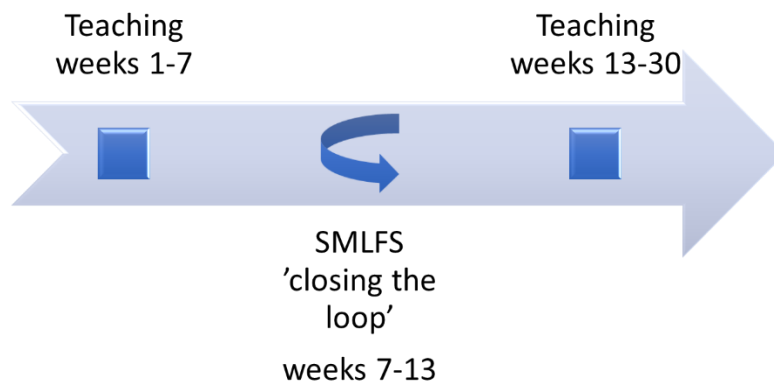 Teaching
weeks 1-7
SMLFS
’closing the
loop’
weeks 7-13
Teaching
weeks 13-30